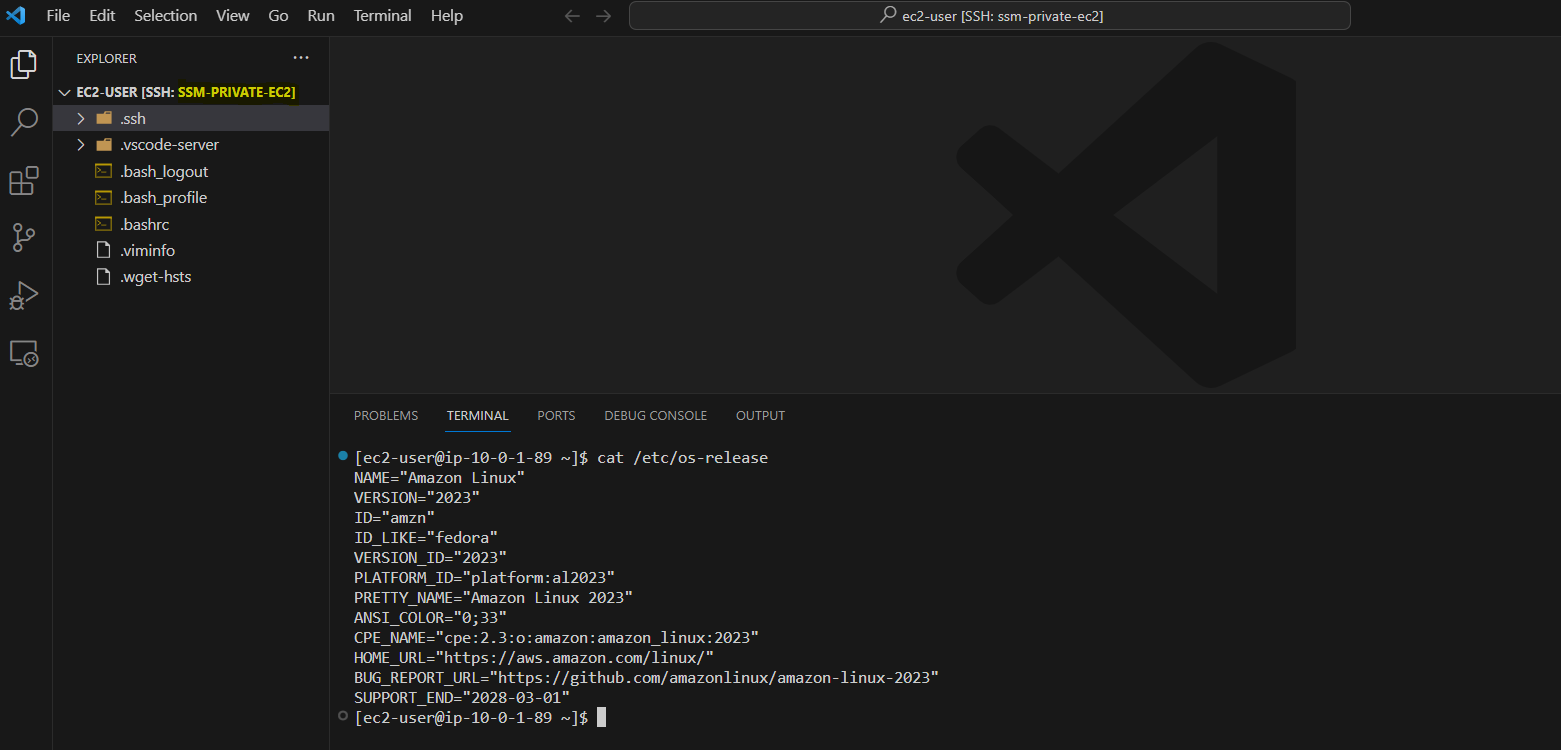 File Edit Selection View Go Run Terminal Help
ec2-user [SSH: ssm-private-ec2]
EXPLORER
EC2-USER [SSH: SSM-PRIVATE-EC2]
.ssh
.vscode-server
.bash_logout
.bash_profile
.bashrc
.viminfo
.wget-hsts
PROBLEMS TERMINAL PORTS DEBUG CONSOLE OUTPUT
[ec2-user@ip-10-0-1-89 ~]$ cat /etc/os-release
NAME="Amazon Linux"
VERSION="2023"
ID="amzn"
ID_LIKE="fedora"
VERSION_ID="2023"
PLATFORM_ID="platform:al2023"
PRETTY_NAME="Amazon Linux 2023"
ANSI_COLOR="0;33"
CPE_NAME="cpe:2.3:o:amazon:amazon_linux:2023"
HOME_URL="https://aws.amazon.com/linux/"
BUG_REPORT_URL="https://github.com/amazonlinux/amazon-linux-2023"
SUPPORT_END="2028-03-01"
[ec2-user@ip-10-0-1-89 ~]$